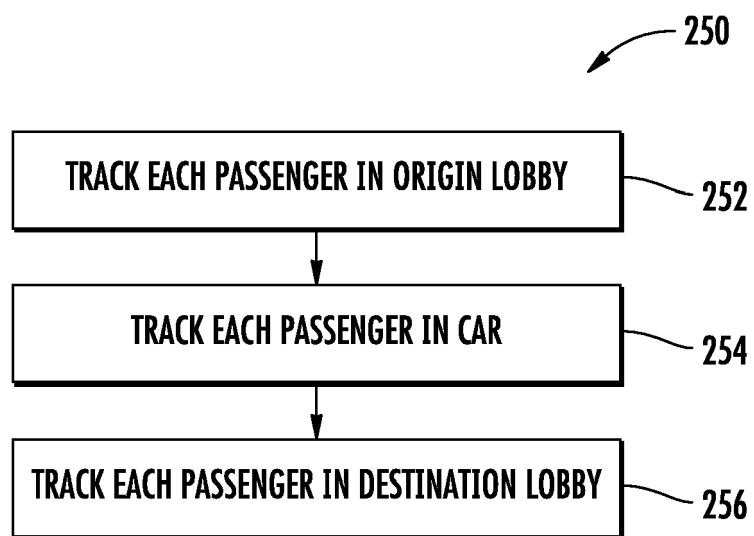 250
TRACK EACH PASSENGER IN ORIGIN LOBBY
252
TRACK EACH PASSENGER IN CAR
254
TRACK EACH PASSENGER IN DESTINATION LOBBY
256